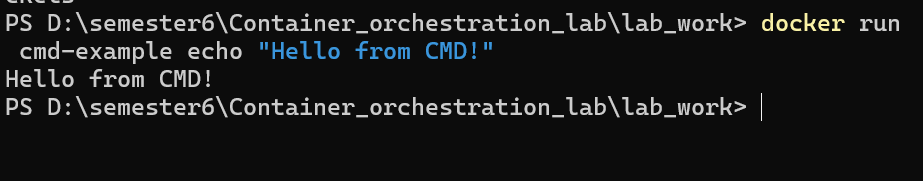 PS D:\semester6\Container_orchestration_lab\lab_work> docker run
cmd-example echo "Hello from CMD!"
Hello from CMD!
PS D:\semester6\Container_orchestration_lab\lab_work>